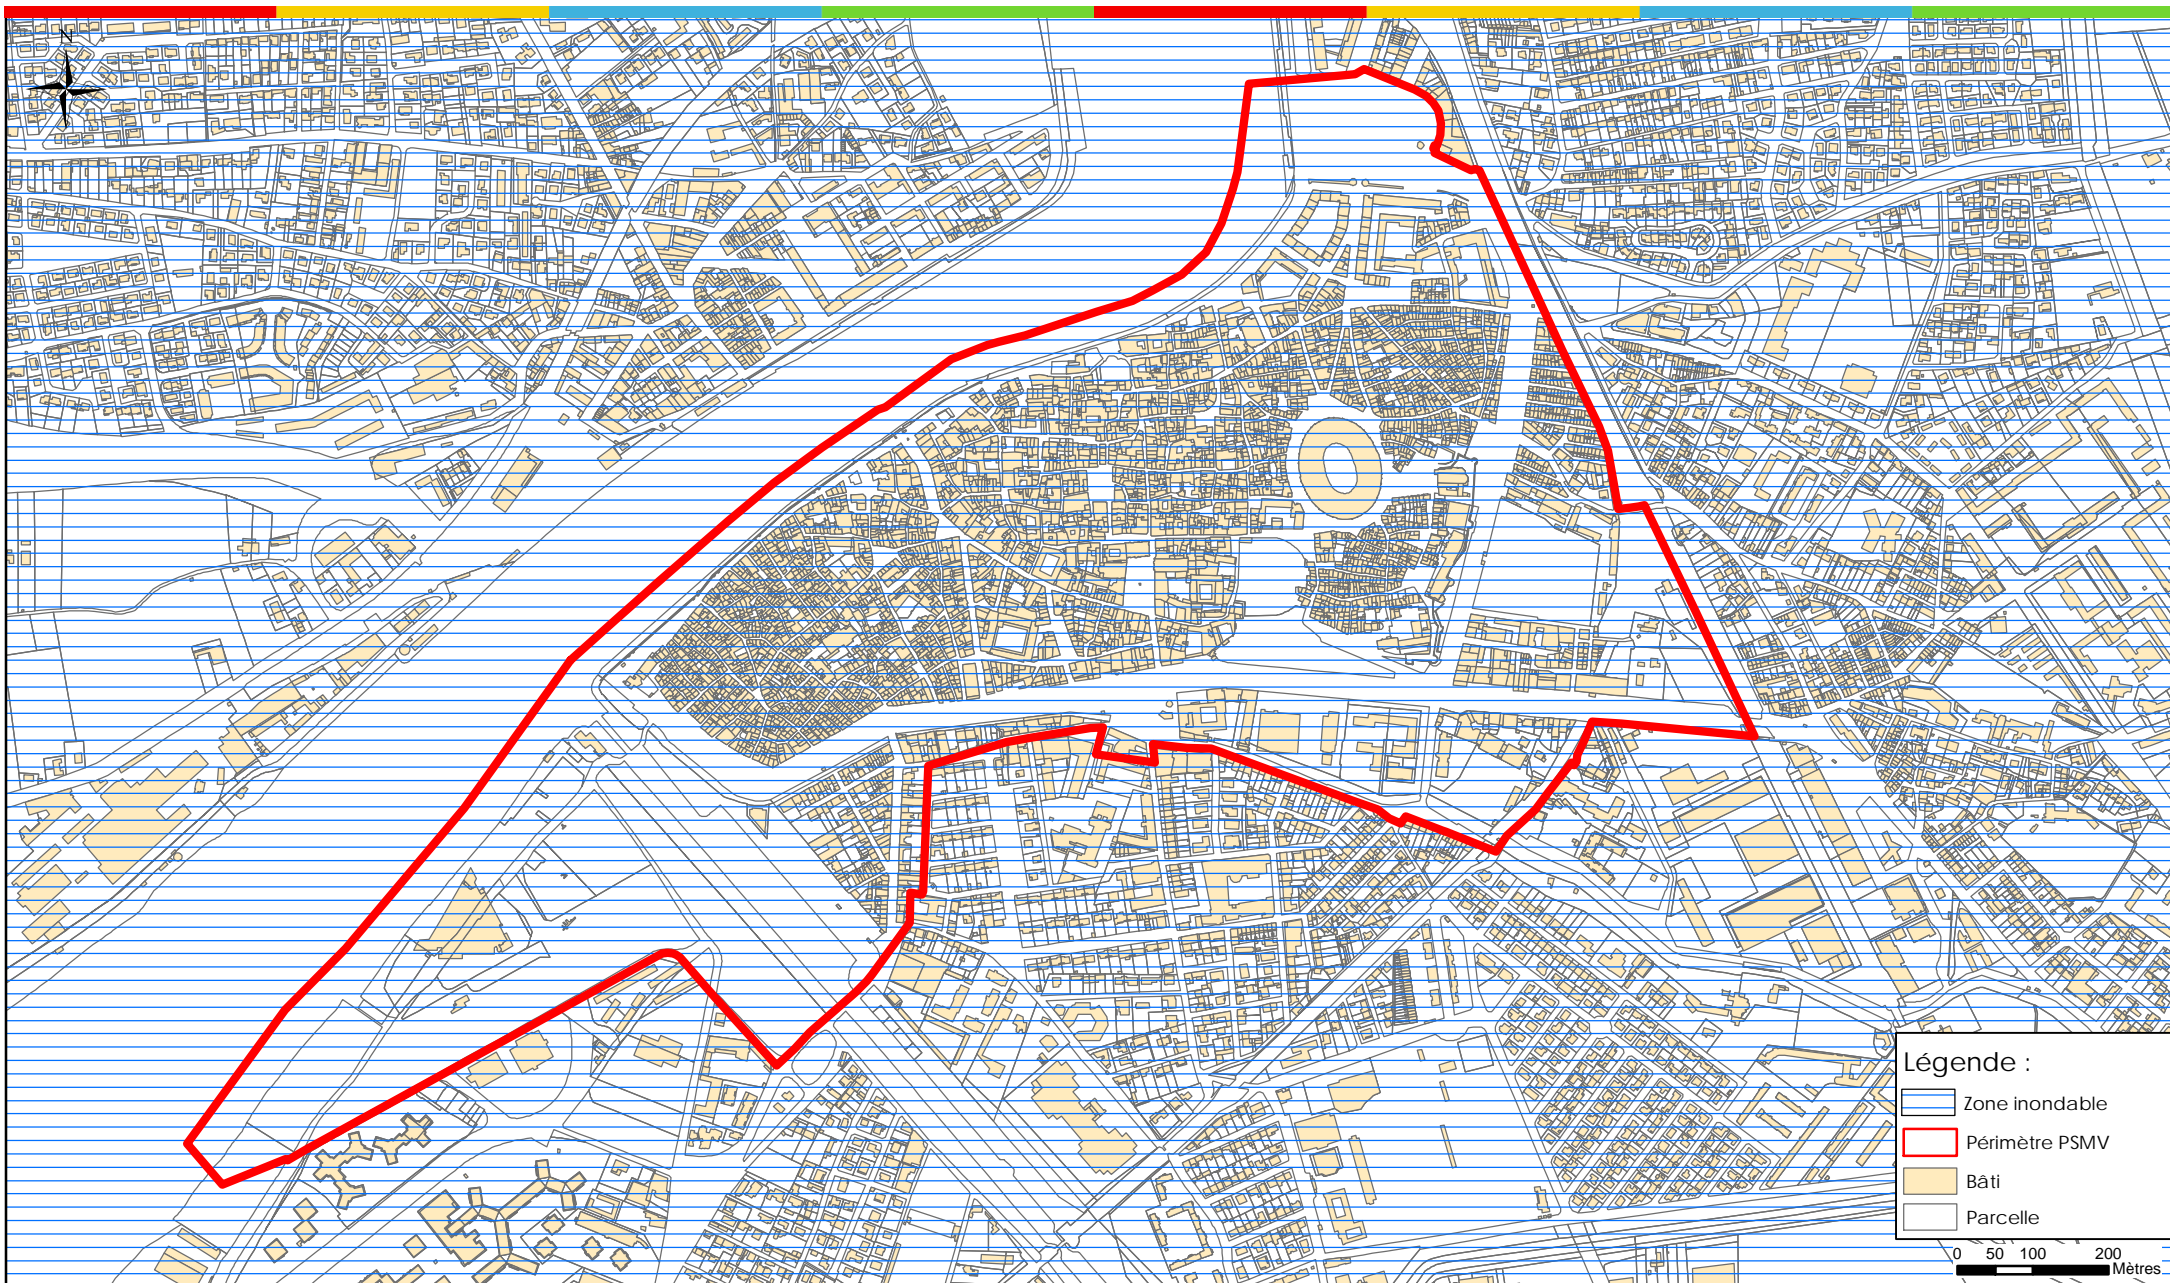 N
Légende :
Zone inondable
Périmètre PSMV
Bâti
Parcelle
0 50 100 200
Mètres